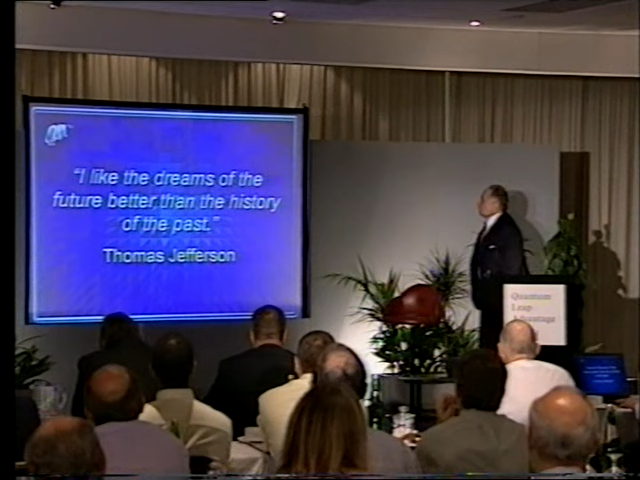 "I like the dreams of the
future better than the history
of the past."
Thomas Jefferson
Quantum
Leap
Advantage